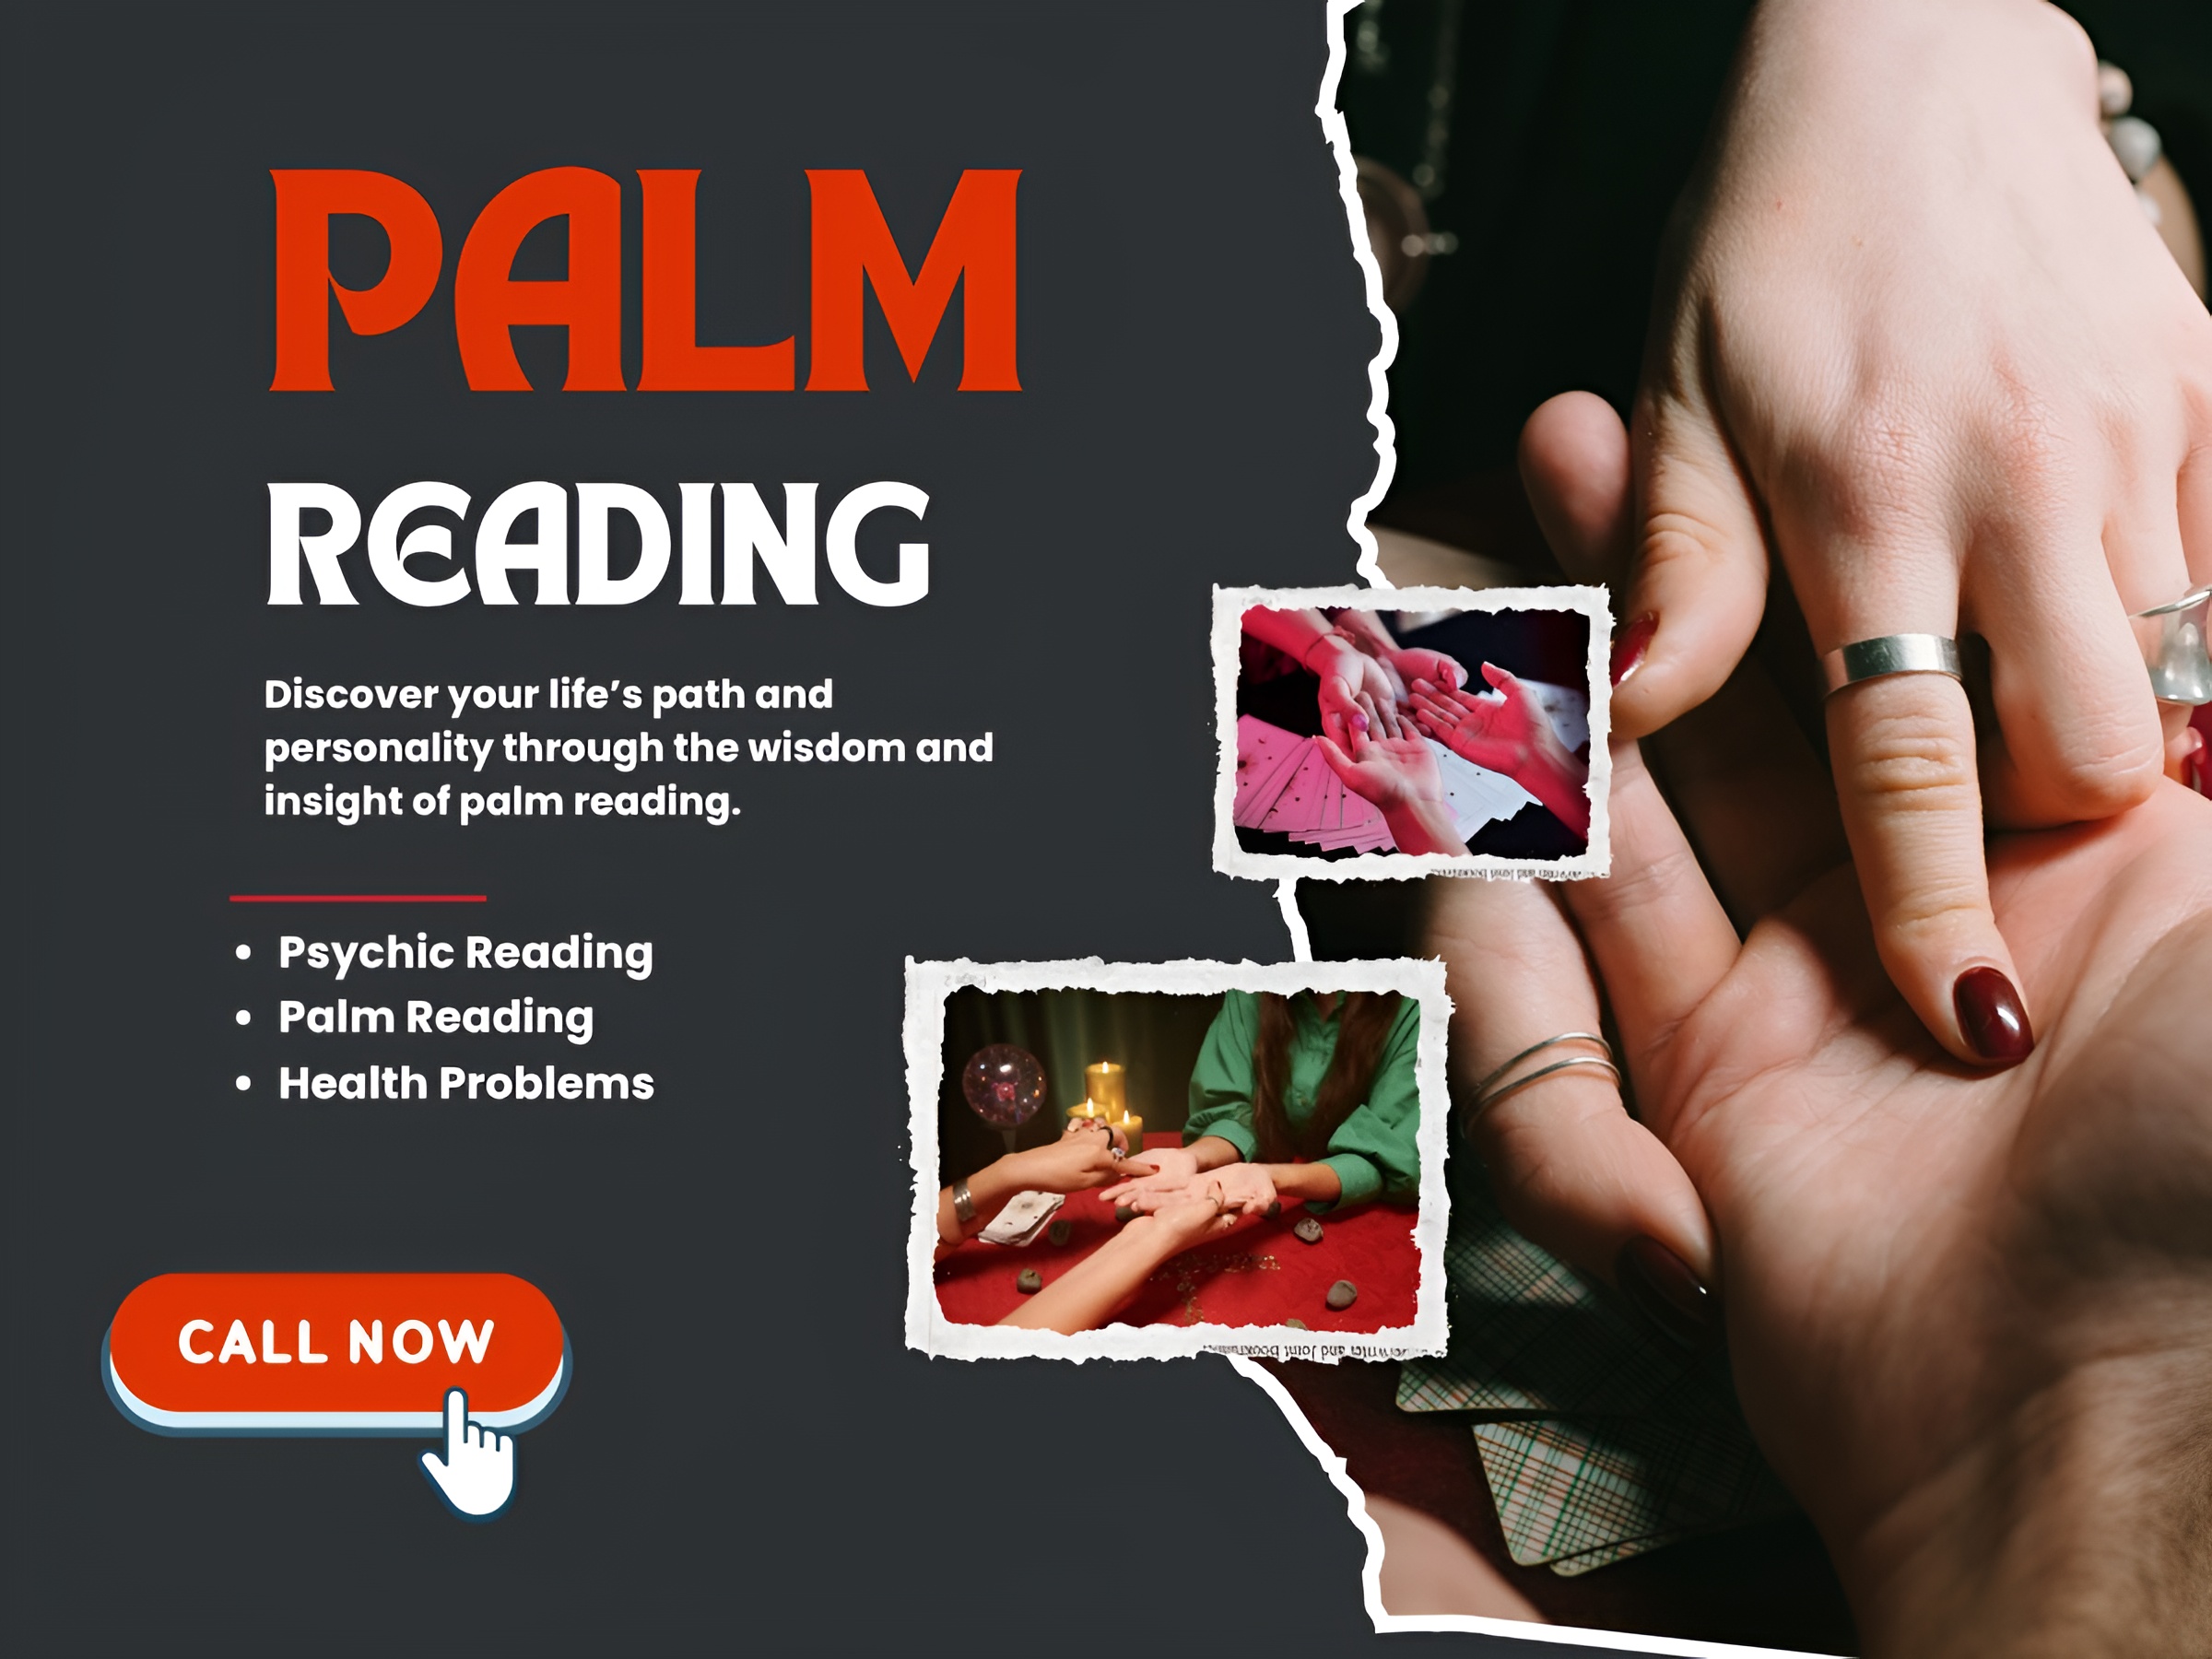 PALM
READING
Discover your life’s path and
personality through the wisdom and
insight of palm reading.
• Psychic Reading
• Palm Reading
• Health Problems
CALL NOW